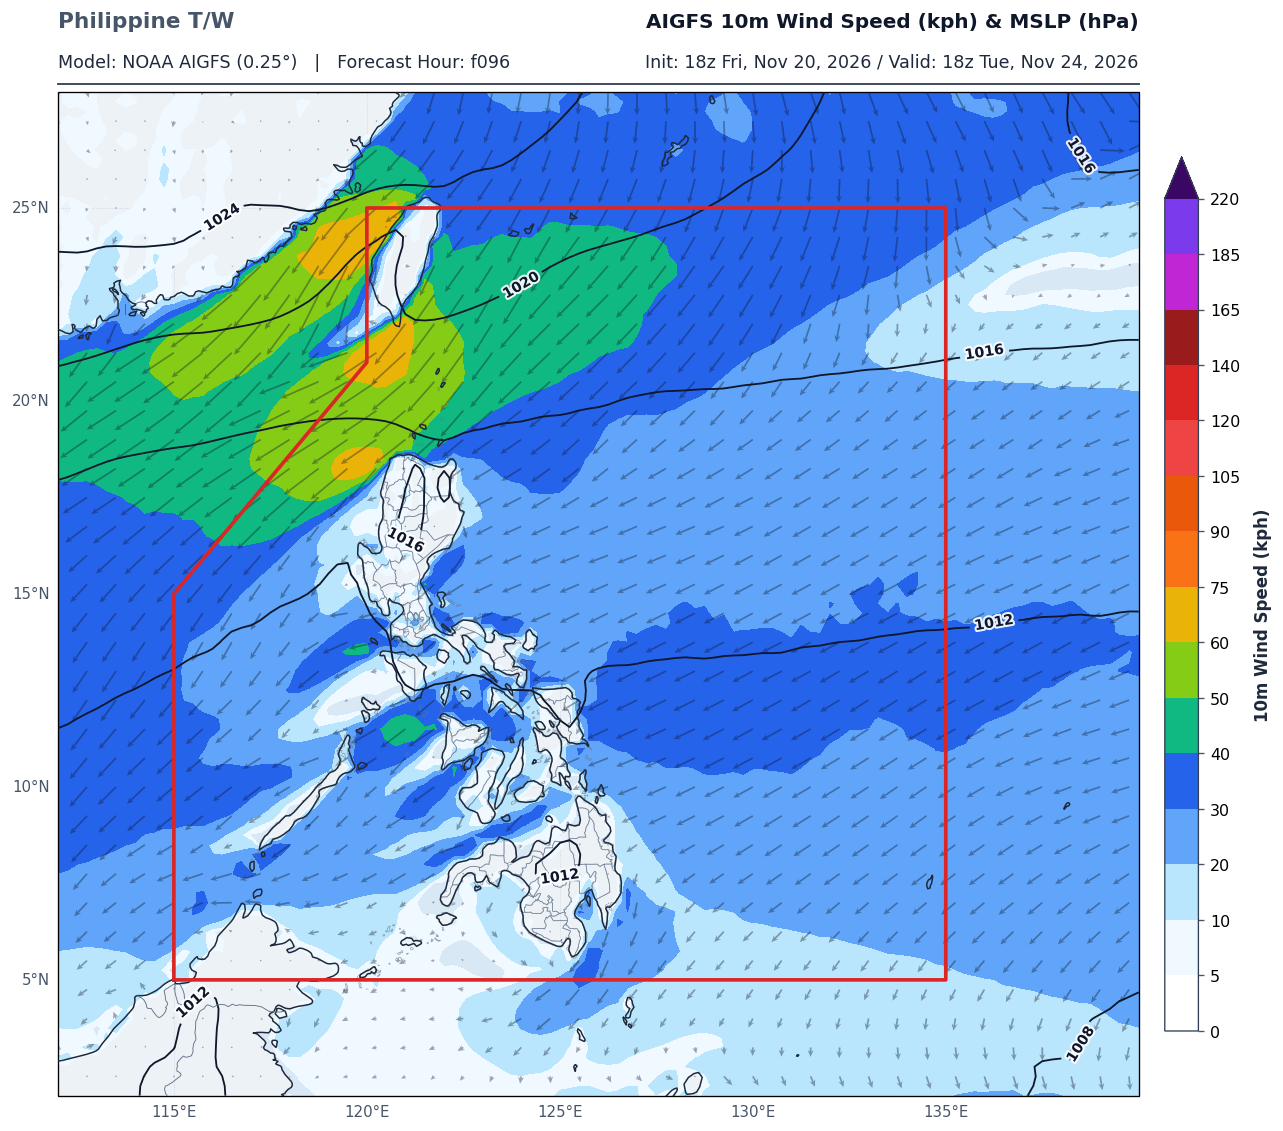 Philippine T/W
AIGFS 10m Wind Speed (kph) & MSLP (hPa)
Model: NOAA AIGFS (0.25°)   |   Forecast Hour: f096
Init: 18z Fri, Nov 20, 2026 / Valid: 18z Tue, Nov 24, 2026
1016
1024
1020
1016
1016
1012
1012
1012
1008
25°N
20°N
15°N
10°N
5°N
115°E
120°E
125°E
130°E
135°E
220
185
165
140
120
105
90
75
60
50
40
30
20
10
5
0
10m Wind Speed (kph)